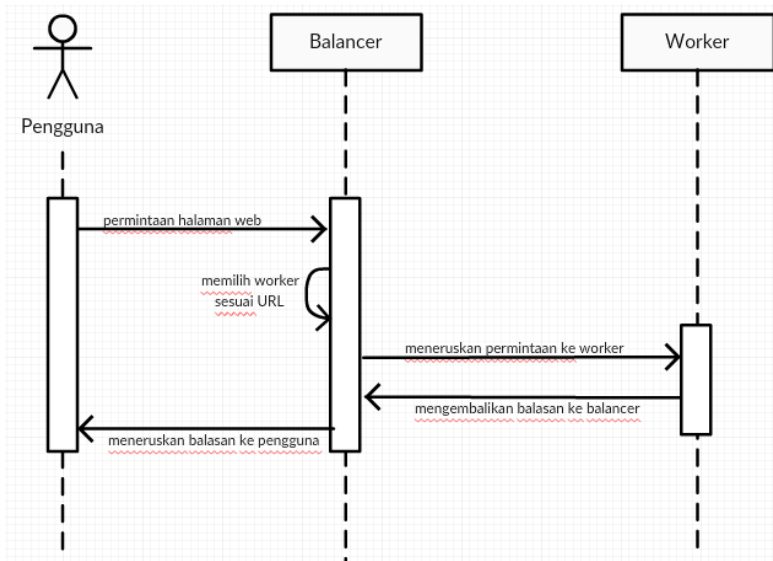 Balancer
Worker
Pengguna
permintaan halaman web
memilih worker
sesuai URL
meneruskan permintaan ke worker
mengembalikan balasan ke balancer
meneruskan balasan ke pengguna